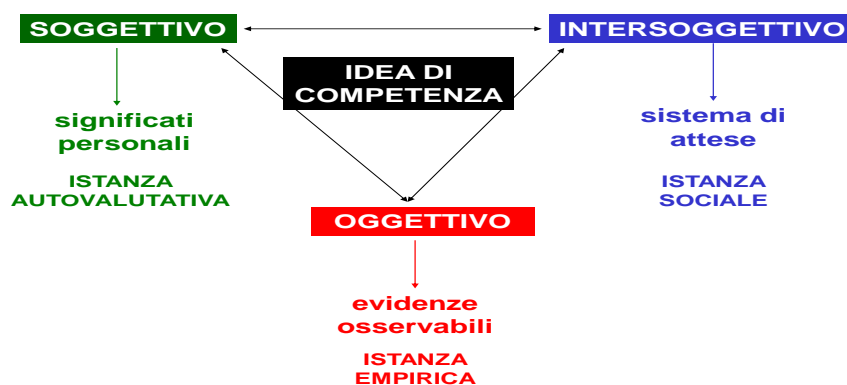 SOGGETTIVO
INTERSOGGETTIVO
IDEA DI
COMPETENZA
significati
personali
ISTANZA
AUTOVALUTATIVA
sistema di
attese
ISTANZA
SOCIALE
OGGETTIVO
evidenze
osservabili
ISTANZA
EMPIRICA